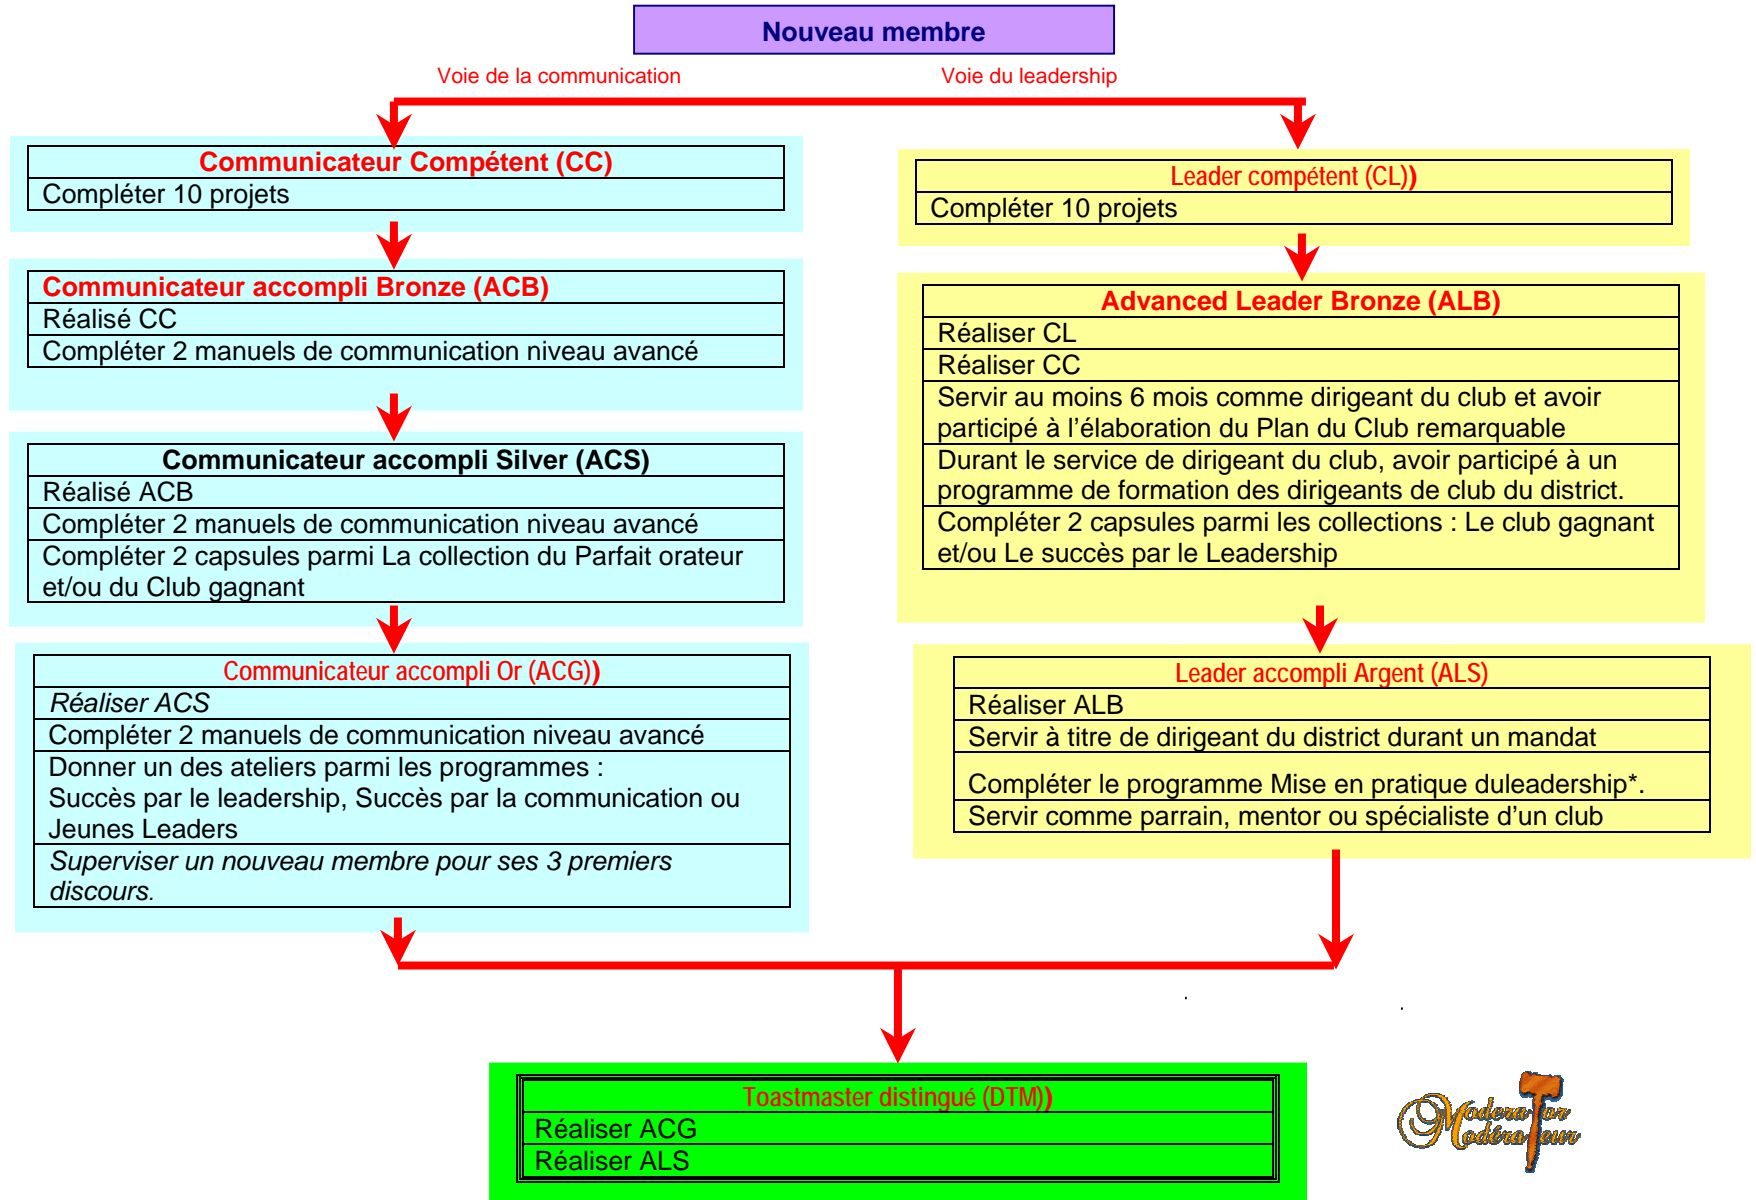 Nouveau membre
Voie de la communication
Voie du leadership
Communicateur Compétent (CC)
Compléter 10 projets
Communicateur accompli Bronze (ACB)
Réalisé CC
Compléter 2 manuels de communication niveau avancé
Communicateur accompli Silver (ACS)
Réalisé ACB
Compléter 2 manuels de communication niveau avancé
Compléter 2 capsules parmi La collection du Parfait orateur
et/ou du Club gagnant
Communicateur accompli Or (ACG))
Réaliser ACS
Compléter 2 manuels de communication niveau avancé
Donner un des ateliers parmi les programmes :
Succès par le leadership, Succès par la communication ou
Jeunes Leaders
Superviser un nouveau membre pour ses 3 premiers
discours.
Leader compétent (CL))
Compléter 10 projets
Advanced Leader Bronze (ALB)
Réaliser CL
Réaliser CC
Servir au moins 6 mois comme dirigeant du club et avoir
participé à l’élaboration du Plan du Club remarquable
Durant le service de dirigeant du club, avoir participé à un
programme de formation des dirigeants de club du district.
Compléter 2 capsules parmi les collections : Le club gagnant
et/ou Le succès par le Leadership
Leader accompli Argent (ALS)
Réaliser ALB
Servir à titre de dirigeant du district durant un mandat
Compléter le programme Mise en pratique duleadership*.
Servir comme parrain, mentor ou spécialiste d’un club
Toastmaster distingué (DTM))
Réaliser ACG
Réaliser ALS
Moderator
Modérateur